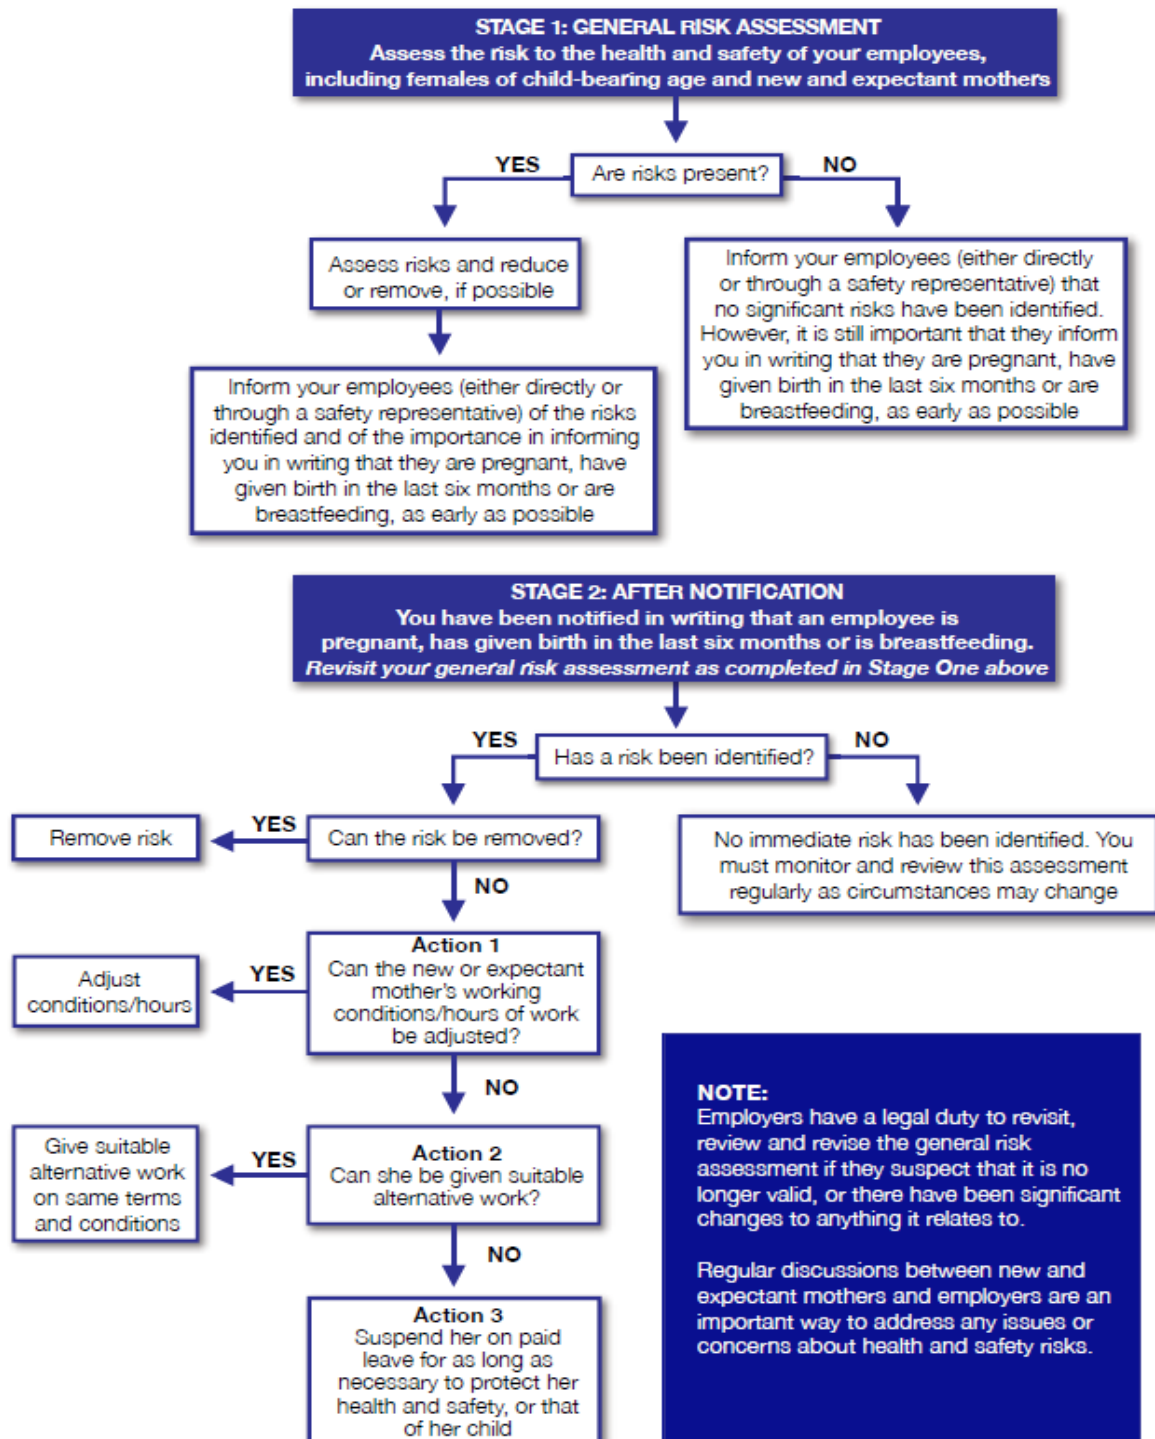 STAGE 1: GENERAL RISK ASSESSMENT
Assess the risk to the health and safety of your employees,
including females of child-bearing age and new and expectant mothers
YES
Are risks present?
NO
Assess risks and reduce
or remove, if possible
Inform your employees (either directly
or through a safety representative) that
no significant risks have been identified.
However, it is still important that they inform
you in writing that they are pregnant, have
given birth in the last six months or are
breastfeeding, as early as possible
Inform your employees (either directly or
through a safety representative) of the risks
identified and of the importance in informing
you in writing that they are pregnant, have
given birth in the last six months or are
breastfeeding, as early as possible
STAGE 2: AFTER NOTIFICATION
You have been notified in writing that an employee is
pregnant, has given birth in the last six months or is breastfeeding.
Revisit your general risk assessment as completed in Stage One above
YES
Has a risk been identified?
NO
Remove risk
YES
Can the risk be removed?
No immediate risk has been identified. You
must monitor and review this assessment
regularly as circumstances may change
NO
Adjust
conditions/hours
YES
Action 1
Can the new or expectant
mother's working
conditions/hours of work
be adjusted?
NO
Give suitable
alternative work
on same terms
and conditions
YES
Action 2
Can she be given suitable
alternative work?
NO
Action 3
Suspend her on paid
leave for as long as
necessary to protect her
health and safety, or that
of her child
NOTE:
Employers have a legal duty to revisit,
review and revise the general risk
assessment if they suspect that it is no
longer valid, or there have been significant
changes to anything it relates to.
Regular discussions between new and
expectant mothers and employers are an
important way to address any issues or
concerns about health and safety risks.